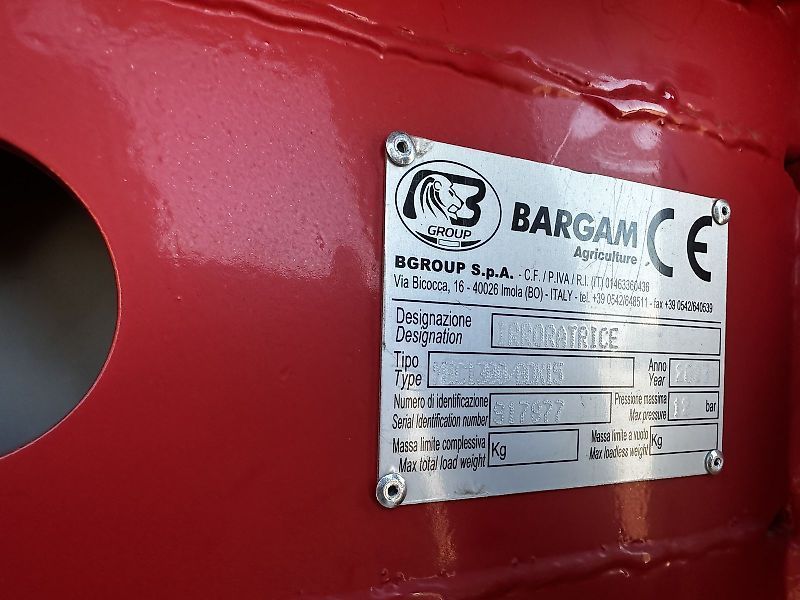 B
GROUP
BARGAM
Agriculture
CE
BGROUP S.p.A. - C.F. / P.IVA / R.I. (IT) 01463360436
Via Bicocca, 16 - 40026 Imola (BO) - ITALY - tel. +39 0542/648511 - fax +39 0542/640539
Designazione
Designation
IRRORATRICE
Tipo
Type
Anno
Year
Numero di identificazione
Serial Identification number
917977
Pressione massima
Max pressure
bar
Massa limite complessiva
Max total load weight
Kg
Massa limite a vuoto
Max loadless weight
Kg